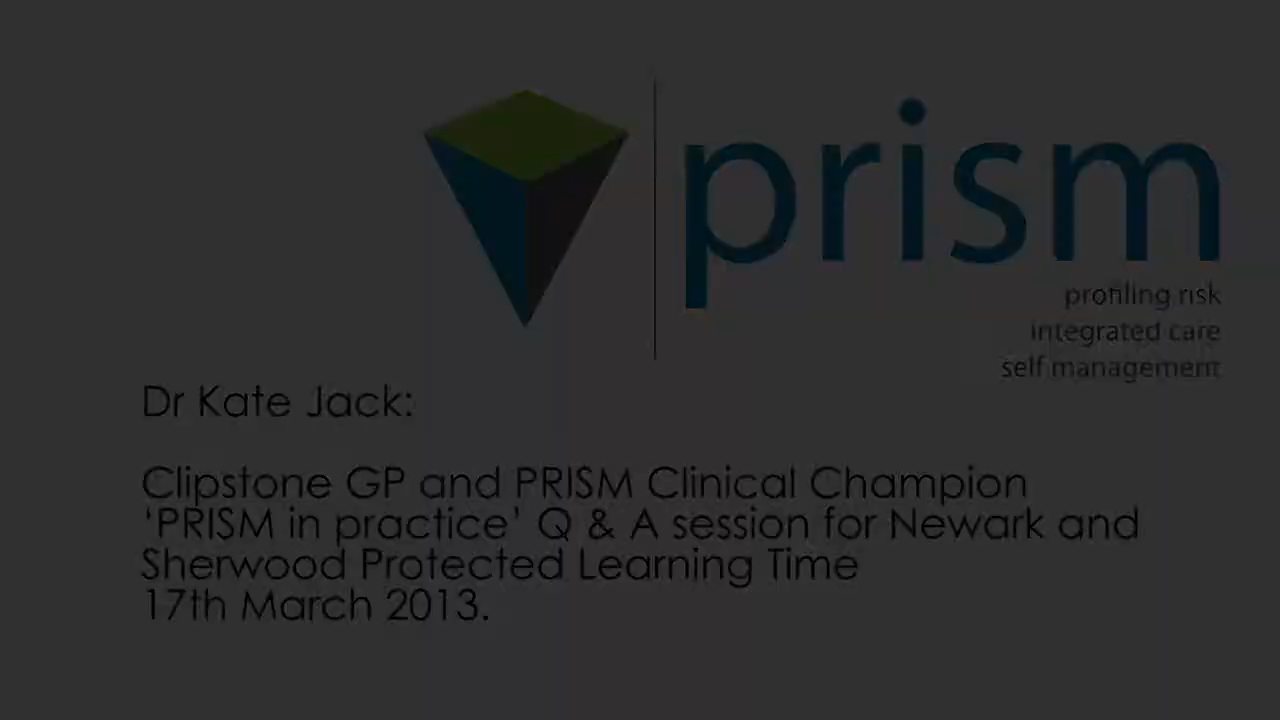 prism
profiling risk
integrated care
self management
Dr Kate Jack:
Clipstone GP and PRISM Clinical Champion
‘PRISM in practice’ Q & A session for Newark and
Sherwood Protected Learning Time
17th March 2013.